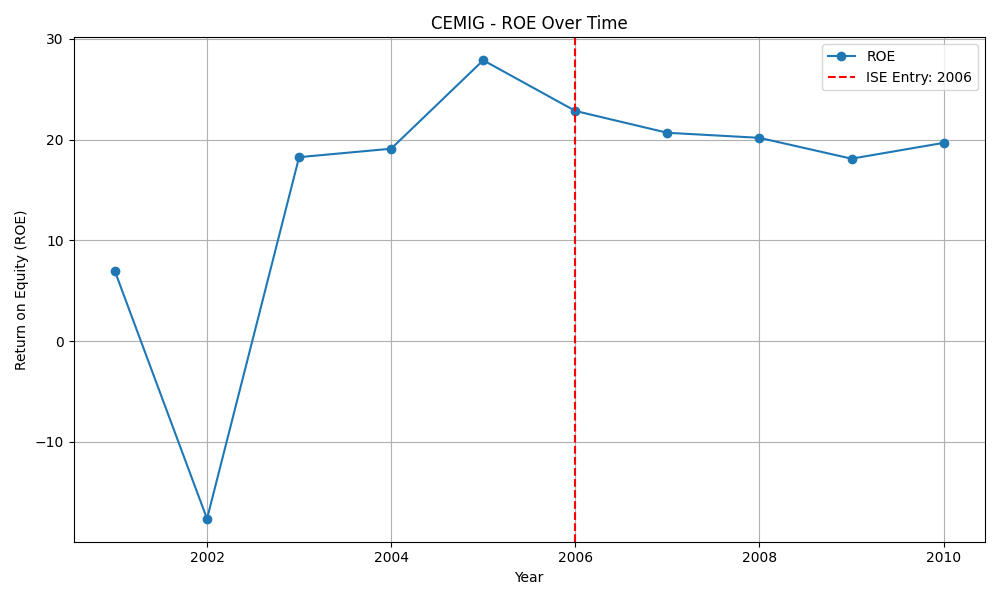 CEMIG - ROE Over Time
ROE
ISE Entry: 2006
30
20
10
0
−10
Return on Equity (ROE)
2002
2004
2006
2008
2010
Year